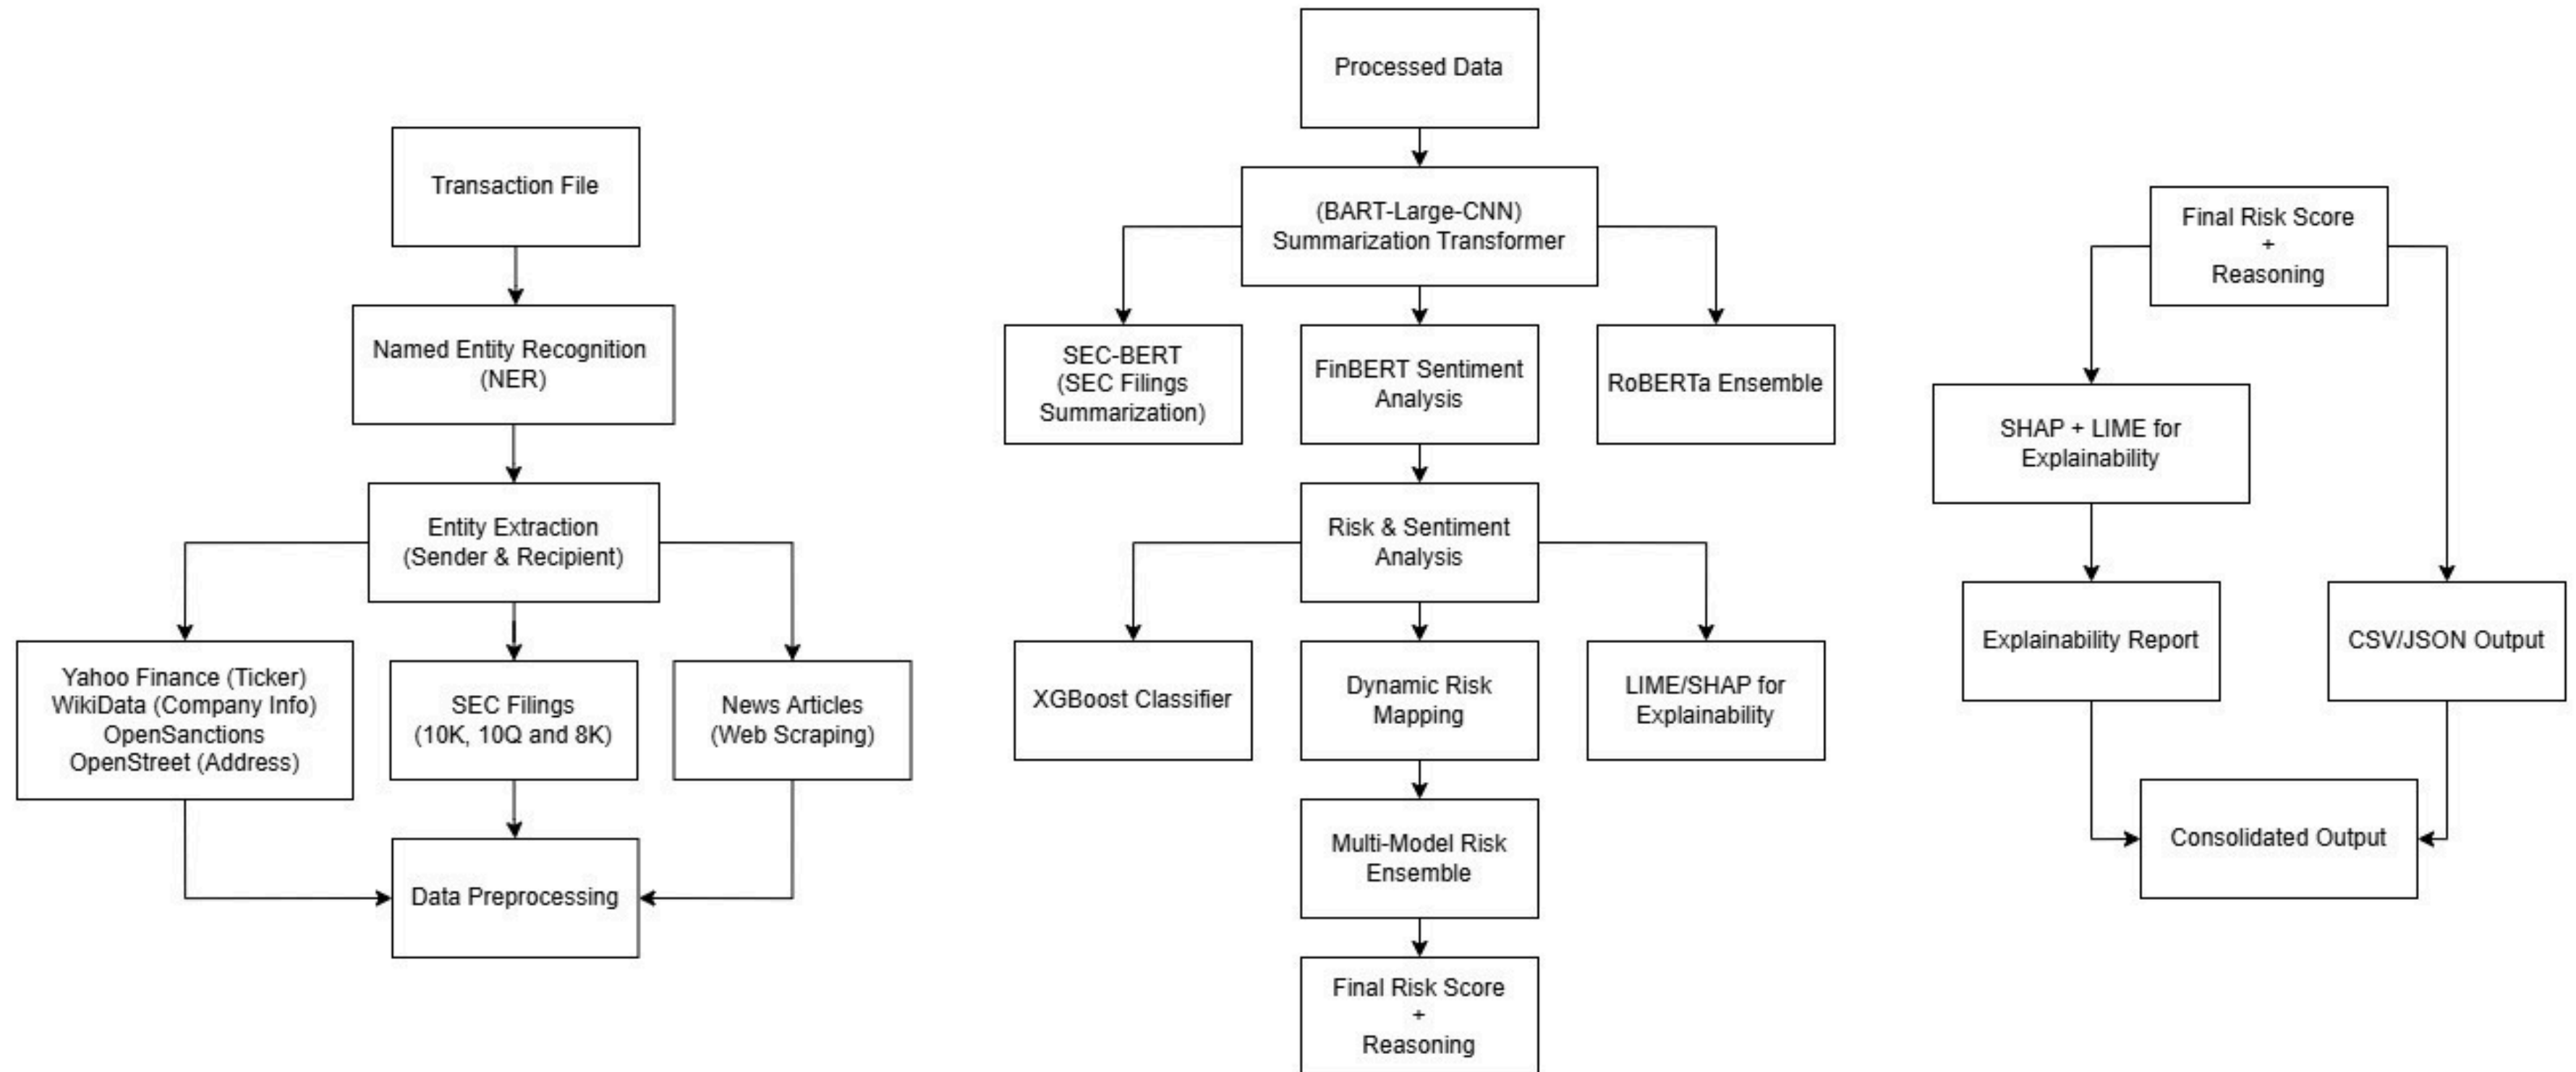 Transaction File
Named Entity Recognition
(NER)
Entity Extraction
(Sender & Recipient)
Yahoo Finance (Ticker)
WikiData (Company Info)
OpenSanctions
OpenStreet (Address)
SEC Filings
(10K, 10Q and 8K)
News Articles
(Web Scraping)
Data Preprocessing
Processed Data
(BART-Large-CNN)
Summarization Transformer
SEC-BERT
(SEC Filings
Summarization)
FinBERT Sentiment
Analysis
RoBERTa Ensemble
Risk & Sentiment
Analysis
XGBoost Classifier
Dynamic Risk
Mapping
LIME/SHAP for
Explainability
Multi-Model Risk
Ensemble
Final Risk Score
+
Reasoning
Final Risk Score
+
Reasoning
SHAP + LIME for
Explainability
Explainability Report
CSV/JSON Output
Consolidated Output